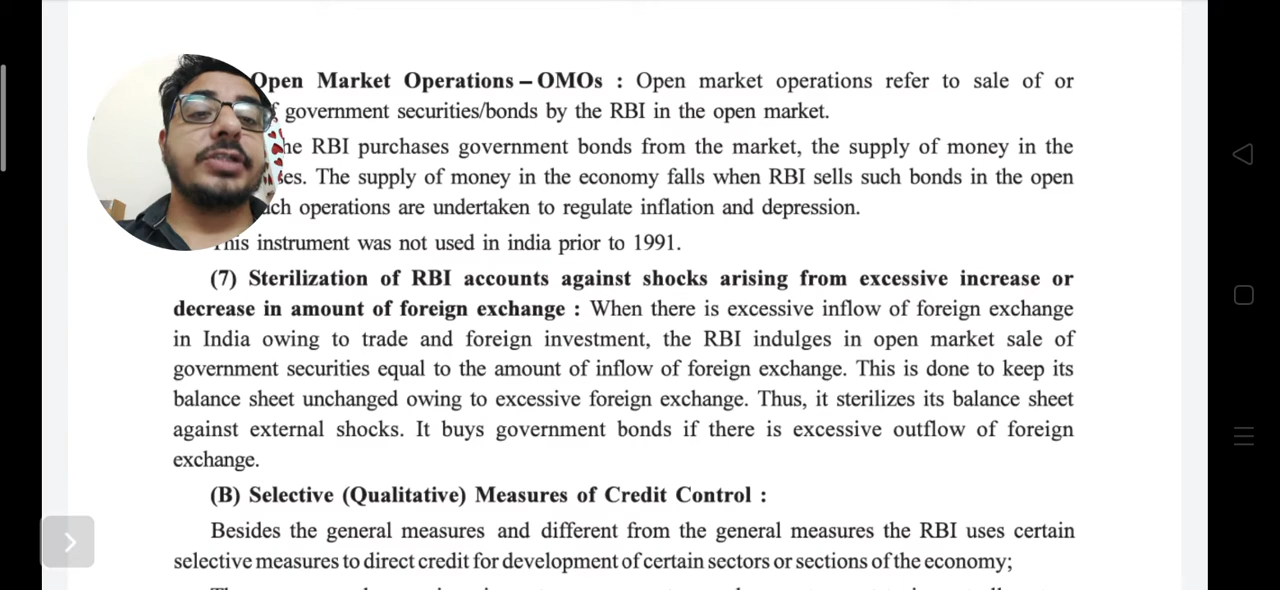 Open Market Operations – OMOs : Open market operations refer to sale of or
government securities/bonds by the RBI in the open market.
he RBI purchases government bonds from the market, the supply of money in the
ses. The supply of money in the economy falls when RBI sells such bonds in the open
ch operations are undertaken to regulate inflation and depression.
his instrument was not used in india prior to 1991.
(7) Sterilization of RBI accounts against shocks arising from excessive increase or
decrease in amount of foreign exchange : When there is excessive inflow of foreign exchange
in India owing to trade and foreign investment, the RBI indulges in open market sale of
government securities equal to the amount of inflow of foreign exchange. This is done to keep its
balance sheet unchanged owing to excessive foreign exchange. Thus, it sterilizes its balance sheet
against external shocks. It buys government bonds if there is excessive outflow of foreign
exchange.
(B) Selective (Qualitative) Measures of Credit Control :
Besides the general measures and different from the general measures the RBI uses certain
selective measures to direct credit for development of certain sectors or sections of the economy;